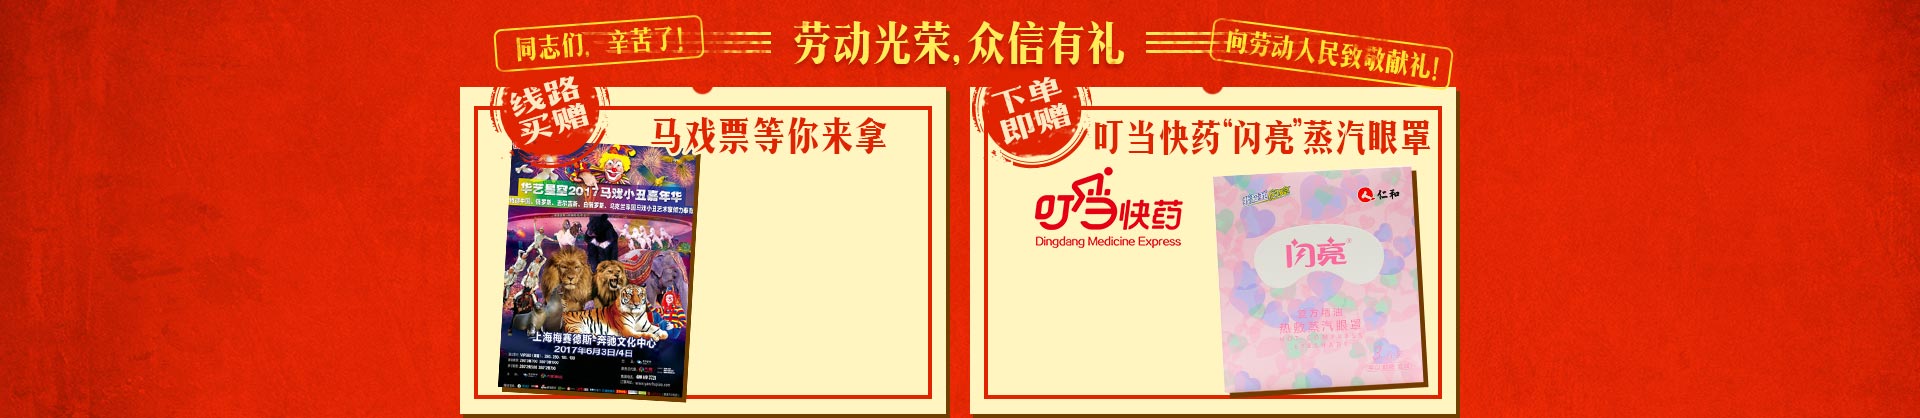 同志们，辛苦了！
劳动光荣，众信有礼
向劳动人民致敬献礼！
线路
买赠
马戏票等你来拿
华艺星空2017马戏小丑嘉年华
上海梅赛德斯-奔驰文化中心
2017年6月3日/4日
下单
即赠
叮当快药“闪亮”蒸汽眼罩
叮当快药
Dingdang Medicine Express
仁和
闪亮®
热敷蒸汽眼罩